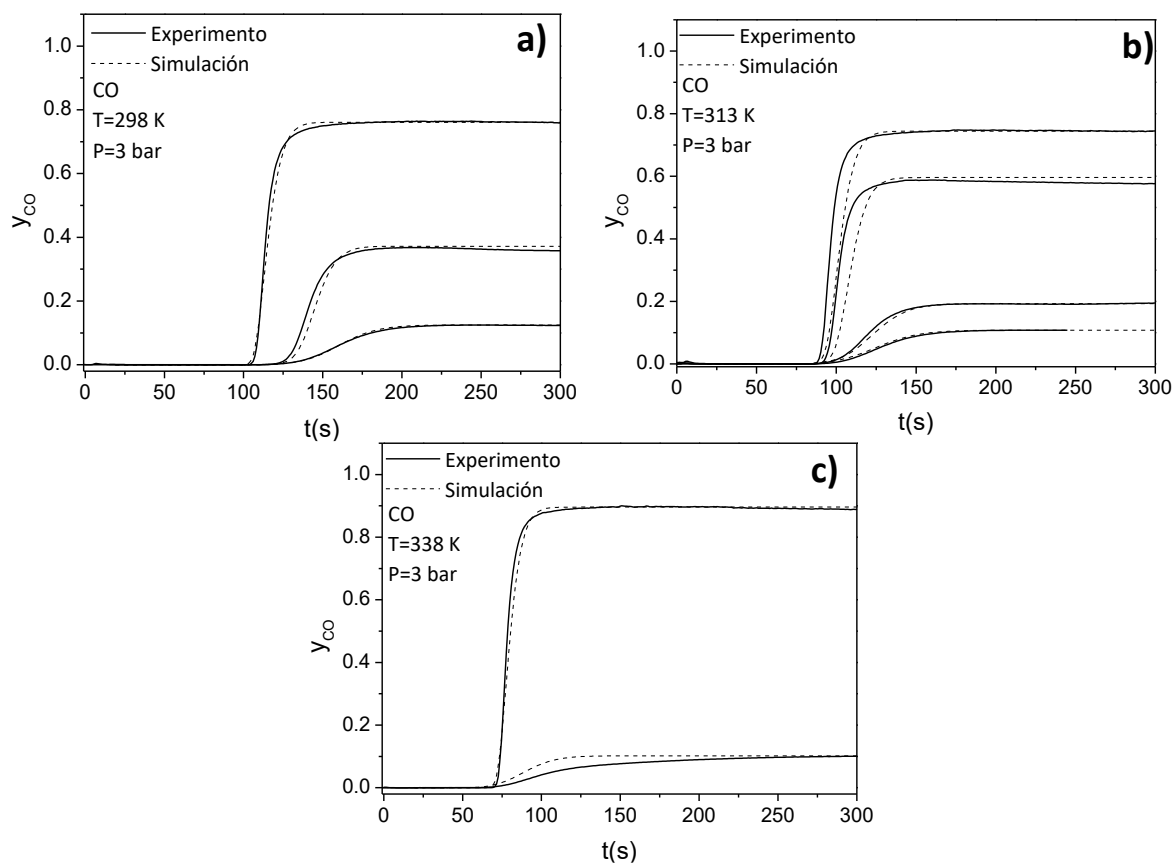 a)
Experimento
Simulación
CO
T=298 K
P=3 bar
1.0
0.8
0.6
0.4
0.2
0.0
yCO
0 50 100 150 200 250 300
t(s)
b)
Experimento
Simulación
CO
T=313 K
P=3 bar
1.0
0.8
0.6
0.4
0.2
0.0
yCO
0 50 100 150 200 250 300
t(s)
c)
Experimento
Simulación
CO
T=338 K
P=3 bar
1.0
0.8
0.6
0.4
0.2
0.0
yCO
0 50 100 150 200 250 300
t(s)